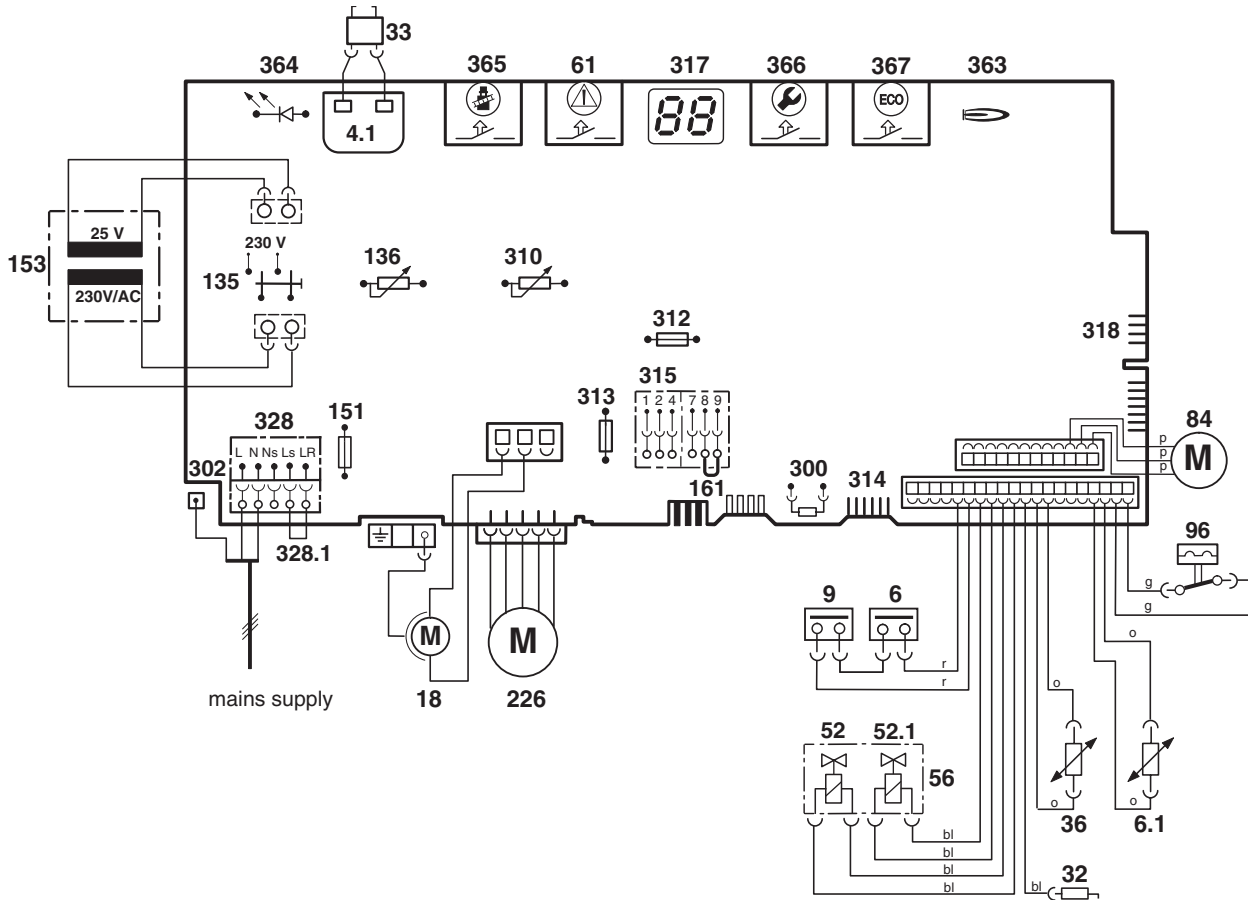 33
364
365
61
317
366
367
363
4.1
88
ECO
25 V
153
230V/AC
230 V
135
136
310
312
318
315
313
1 2 4 7 8 9
151
328
L N Ns Ls LR
302
161
300
314
84
p
p
p
M
328.1
96
g
g
9
6
r
r
o
o
M
M
mains supply
18
226
52
52.1
56
36
6.1
o
o
bl
bl
bl
bl
bl
32